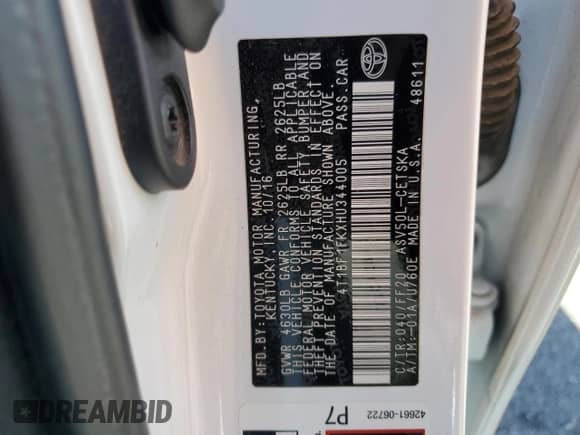 MFD.BY:TOYOTA MOTOR MANUFACTURING,
KENTUCKY, INC. 10/16
GVWR 4630LB GAWR FR 2625LB RR 2625LB
THIS VEHICLE CONFORMS TO ALL APPLICABLE
FEDERAL MOTOR VEHICLE SAFETY, BUMPER, AND
THEFT PREVENTION STANDARDS IN EFFECT ON
THE DATE OF MANUFACTURE SHOWN ABOVE.
4T1BF1FKXHU344005 PASS.CAR
C/TR:040/FF20 ASV50L-CETSKA
A/TM:-01A/U760E MADE IN U.S.A. 48611
42661-06722
P7
DREAMBID